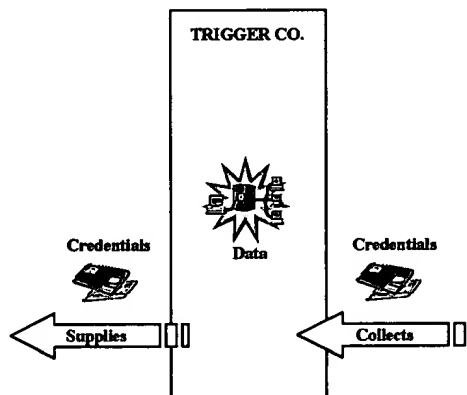 TRIGGER CO.
Data
Credentials
Credentials
Supplies
Collects